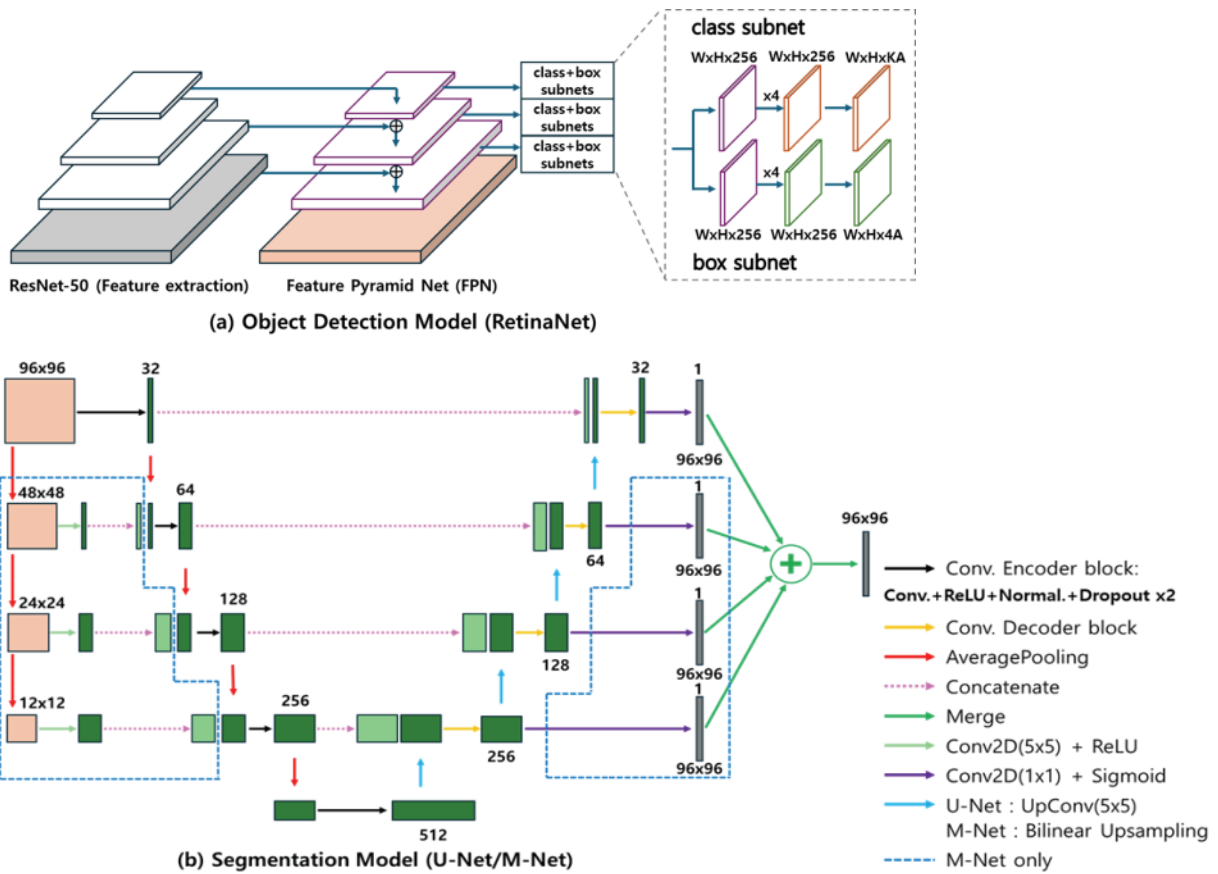 class subnet
WxHx256 WxHx256 WxHxKA
x4
class+box
subnets
class+box
subnets
class+box
subnets
x4
WxHx256 WxHx256 WxHx4A
box subnet
ResNet-50 (Feature extraction) Feature Pyramid Net (FPN)
(a) Object Detection Model (RetinaNet)
96x96 32 32 1
96x96
48x48 64 64 1
96x96
24x24 128 128 1
96x96
12x12 256 256 1
96x96
512
96x96
Conv. Encoder block:
Conv.+ReLU+Normal.+Dropout x2
Conv. Decoder block
AveragePooling
Concatenate
Merge
Conv2D(5x5) + ReLU
Conv2D(1x1) + Sigmoid
U-Net : UpConv(5x5)
M-Net : Bilinear Upsampling
M-Net only
(b) Segmentation Model (U-Net/M-Net)